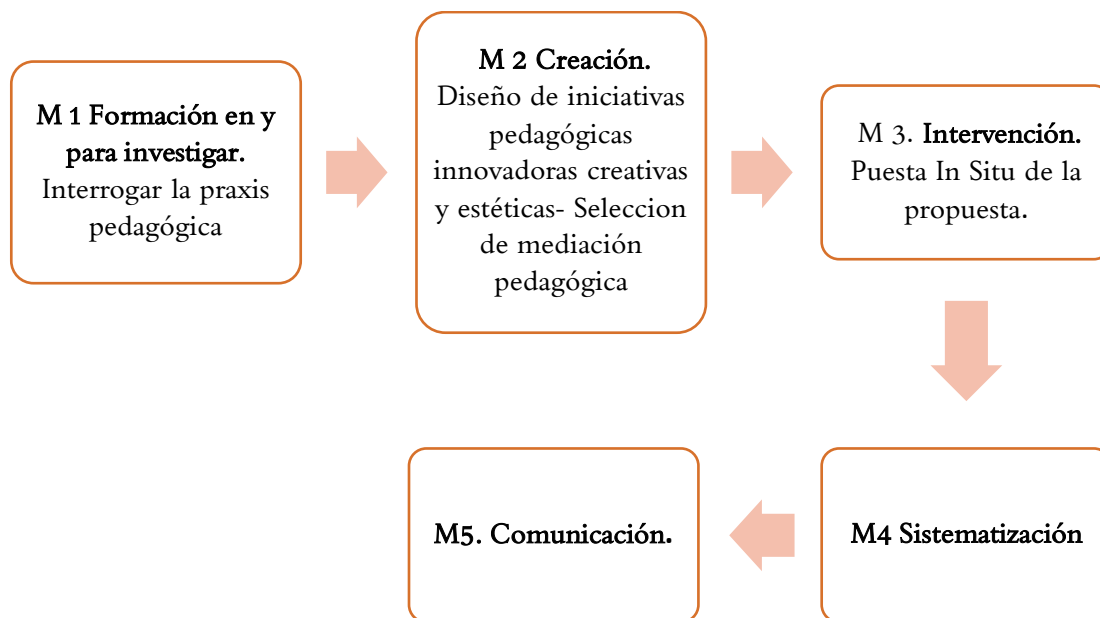 M 1 Formación en y
para investigar.
Interrogar la praxis
pedagógica
M 2 Creación.
Diseño de iniciativas
pedagógicas
innovadoras creativas
y estéticas- Seleccion
de mediación
pedagógica
M 3. Intervención.
Puesta In Situ de la
propuesta.
M4 Sistematización
M5. Comunicación.